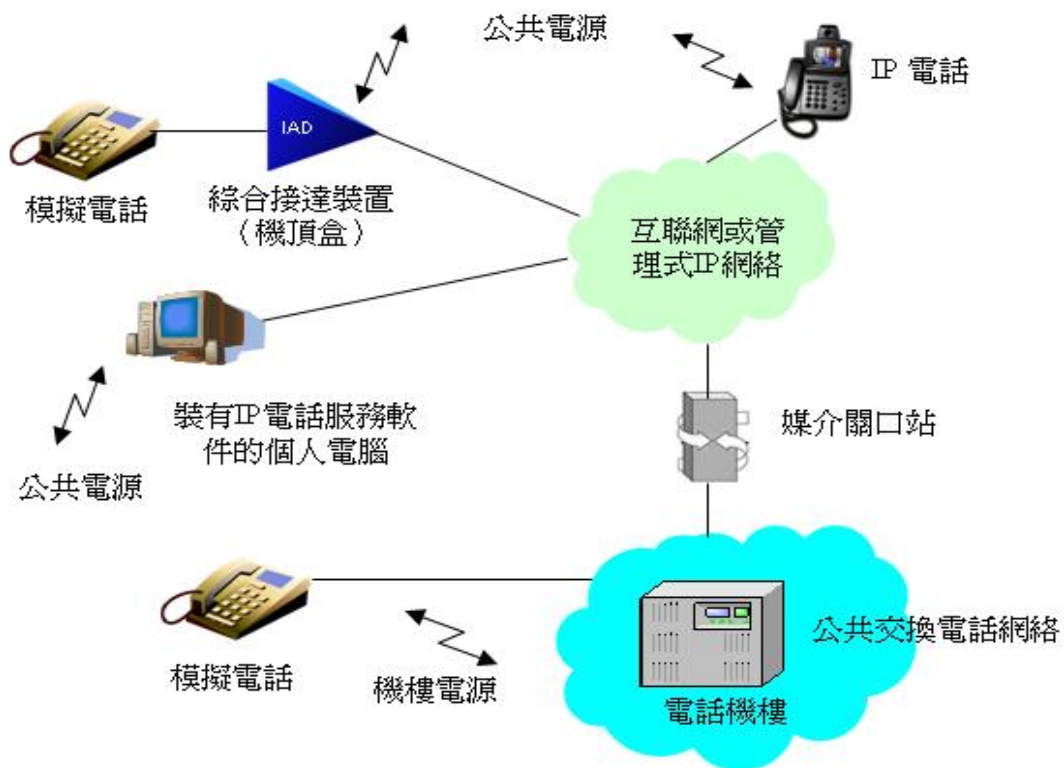 公共電源
IP 電話
IAD
模擬電話
綜合接達裝置
（機頂盒）
互聯網或管
理式IP網絡
裝有IP電話服務軟
件的個人電腦
公共電源
媒介關口站
模擬電話
機樓電源
公共交換電話網絡
電話機樓